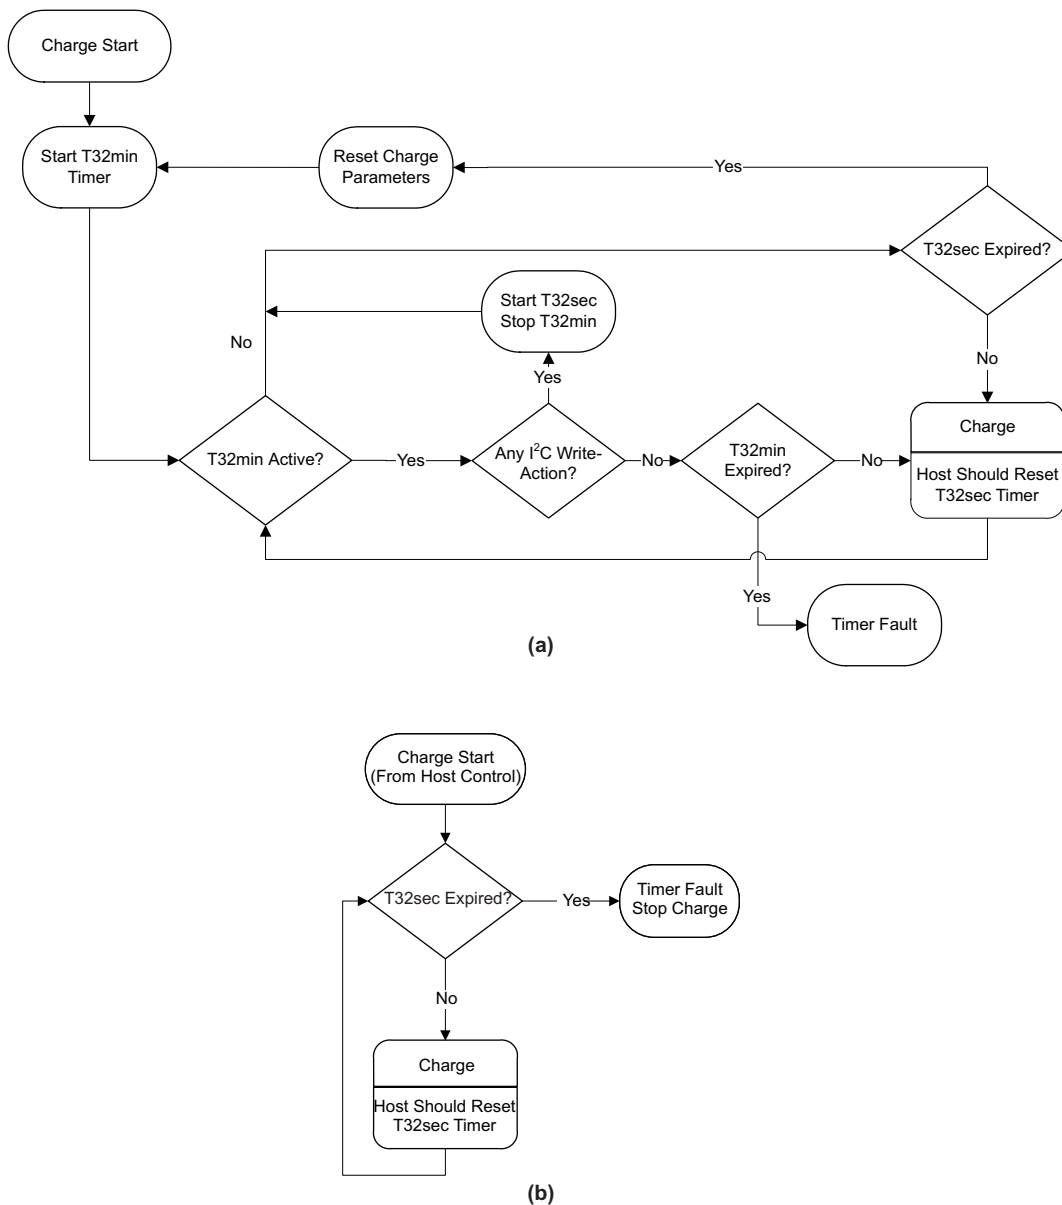 Charge Start
Start T32min
Timer
Reset Charge
Parameters
Yes
T32sec Expired?
Start T32sec
Stop T32min
No
No
Yes
Charge
T32min Active?
Yes
Any I²C Write-
Action?
No
T32min
Expired?
No
Host Should Reset
T32sec Timer
Yes
Timer Fault
(a)
Charge Start
(From Host Control)
T32sec Expired?
Yes
Timer Fault
Stop Charge
No
Charge
Host Should Reset
T32sec Timer
(b)